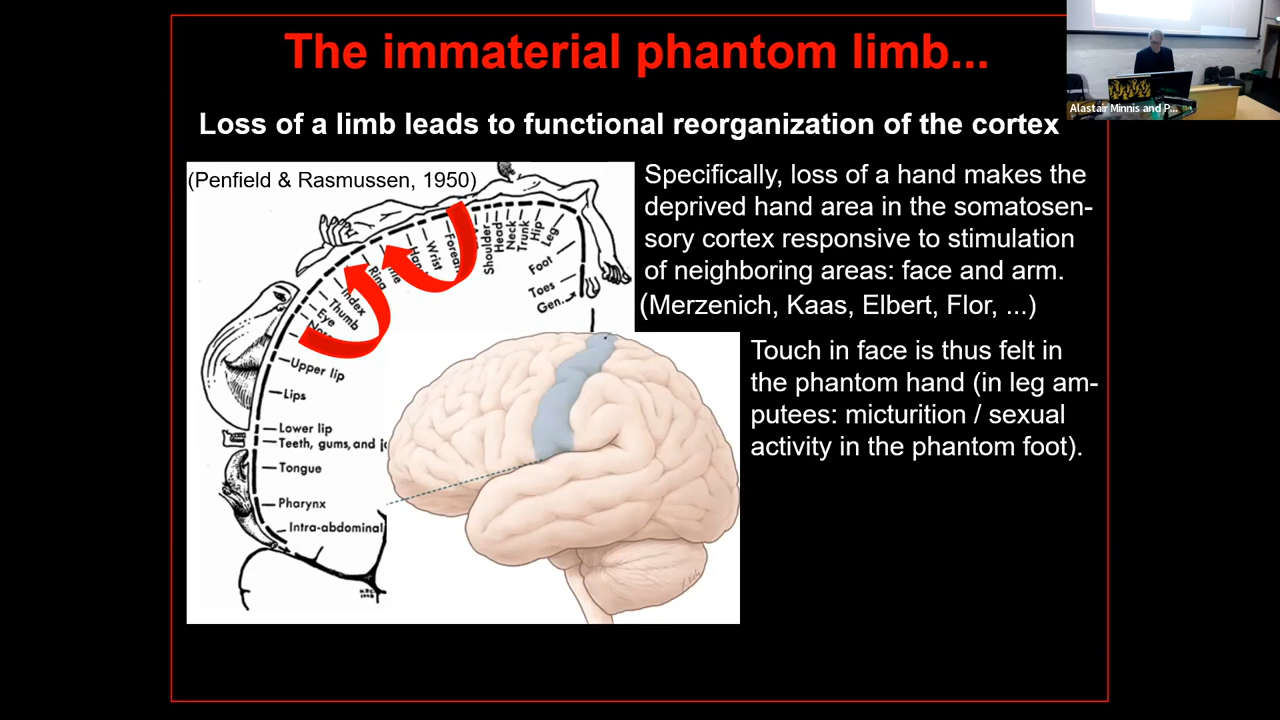 The immaterial phantom limb...
Alastair Minnis and P...
Loss of a limb leads to functional reorganization of the cortex
(Penfield & Rasmussen, 1950)
Specifically, loss of a hand makes the
deprived hand area in the somatosen-
sory cortex responsive to stimulation
of neighboring areas: face and arm.
(Merzenich, Kaas, Elbert, Flor, ...)
Touch in face is thus felt in
the phantom hand (in leg am-
putees: micturition / sexual
activity in the phantom foot).
Shoulder
Head
Neck
Trunk
Hip
Leg
Foot
Toes
Gen.
Wrist
Ring
Index
Thumb
Eye
Upper lip
Lips
Lower lip
Teeth, gums, and j
Tongue
Pharynx
Intra-abdominal